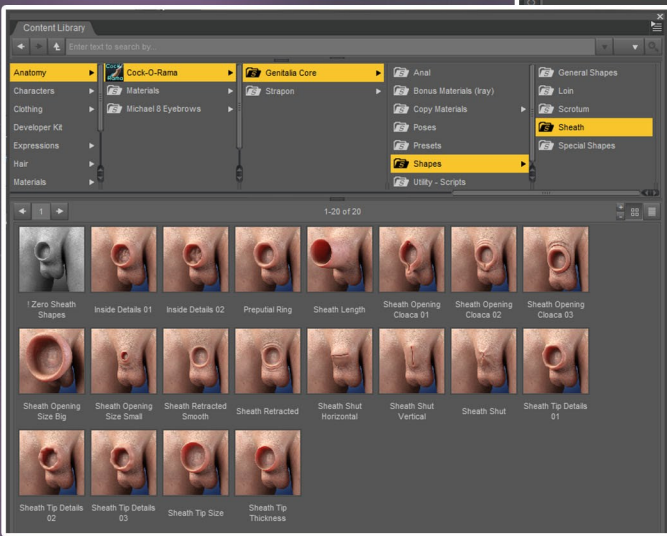 Content Library
Enter text to search by...
Anatomy
Characters
Clothing
Developer Kit
Expressions
Hair
Materials
Cock-O-Rama
Materials
Michael 8 Eyebrows
Genitalia Core
Strapon
Anal
Bonus Materials (Iray)
Copy Materials
Poses
Presets
Shapes
Utility - Scripts
General Shapes
Loin
Scrotum
Sheath
Special Shapes
1
1-20 of 20
! Zero Sheath
Shapes
Inside Details 01
Inside Details 02
Preputial Ring
Sheath Length
Sheath Opening
Cloaca 01
Sheath Opening
Cloaca 02
Sheath Opening
Cloaca 03
Sheath Opening
Size Big
Sheath Opening
Size Small
Sheath Retracted
Smooth
Sheath Retracted
Sheath Shut
Horizontal
Sheath Shut
Vertical
Sheath Shut
Sheath Tip Details
01
Sheath Tip Details
02
Sheath Tip Details
03
Sheath Tip Size
Sheath Tip
Thickness